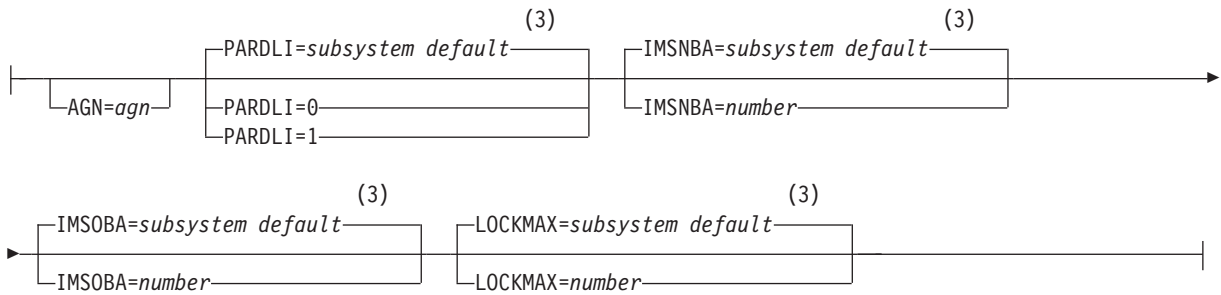 (3) (3)
PARDLI=subsystem default IMSNBA=subsystem default
AGN=agn PARDLI=0 IMSNBA=number
PARDLI=1
(3) (3)
IMSOBA=subsystem default LOCKMAX=subsystem default
IMSOBA=number LOCKMAX=number